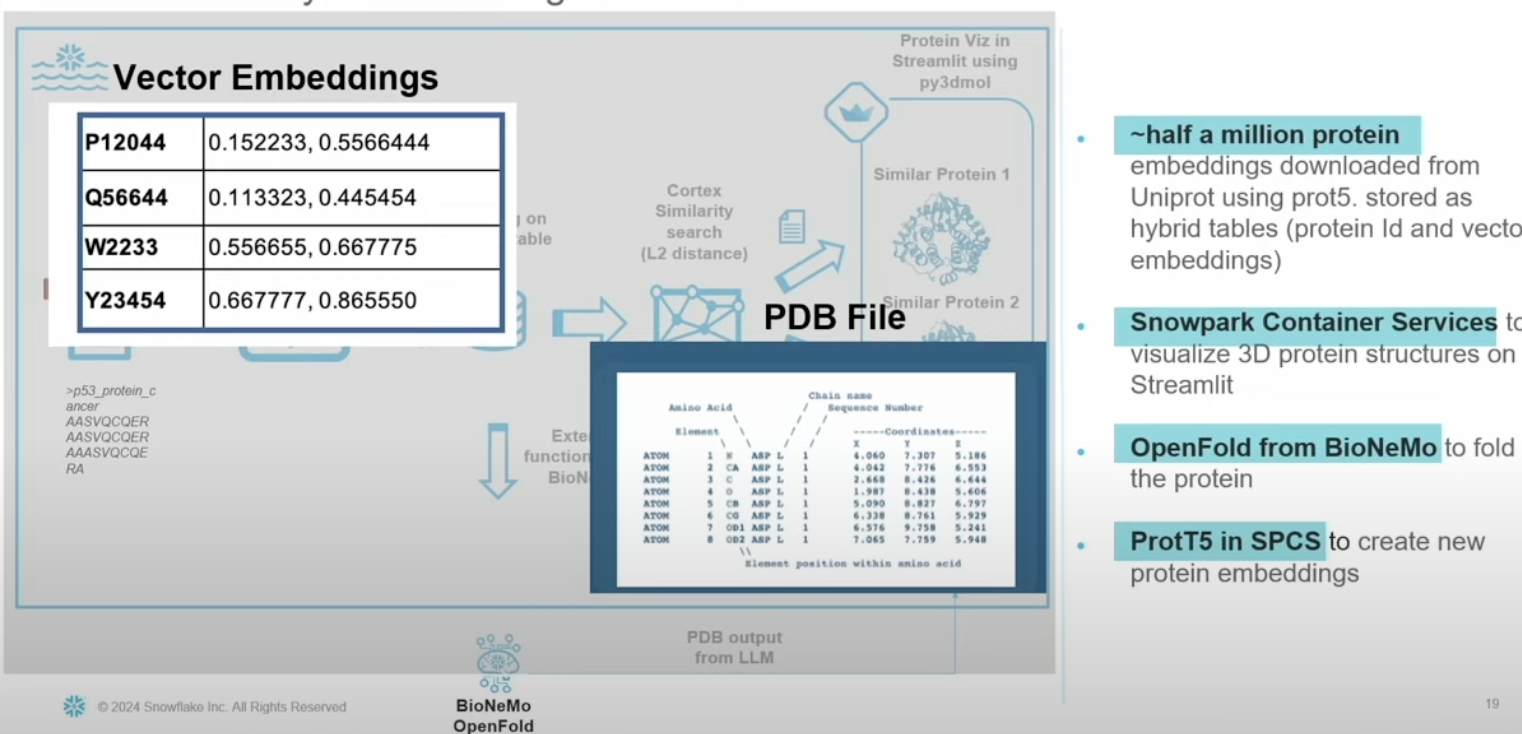 Vector Embeddings
P12044 0.152233, 0.5566444
Q56644 0.113323, 0.445454
W2233 0.556655, 0.667775
Y23454 0.667777, 0.865550
on
able
Cortex
Similarity
search
(L2 distance)
Protein Viz in
Streamlit using
py3dmol
Similar Protein 1
Similar Protein 2
>p53_protein_c
ancer
AASVQCQER
AASVQCQER
AAASVQCQE
RA
Exte
function
BioN
PDB File
Chain name
Amino Acid / Sequence Number
Element -----Coordinates-----
X Y Z
ATOM 1 N ASP L 1 4.060 7.307 5.186
ATOM 2 CA ASP L 1 4.042 7.776 6.553
ATOM 3 C ASP L 1 2.668 8.426 6.644
ATOM 4 O ASP L 1 1.987 8.438 5.606
ATOM 5 CB ASP L 1 5.090 8.827 6.797
ATOM 6 CG ASP L 1 6.338 8.761 5.929
ATOM 7 OD1 ASP L 1 6.576 9.758 5.241
ATOM 8 OD2 ASP L 1 7.065 7.759 5.948
\\
Element position within amino acid
PDB output
from LLM
BioNeMo
OpenFold
• ~half a million protein
embeddings downloaded from
Uniprot using prot5. stored as
hybrid tables (protein Id and vecto
embeddings)
• Snowpark Container Services to
visualize 3D protein structures on
Streamlit
• OpenFold from BioNeMo to fold
the protein
• ProtT5 in SPCS to create new
protein embeddings
© 2024 Snowflake Inc. All Rights Reserved
19